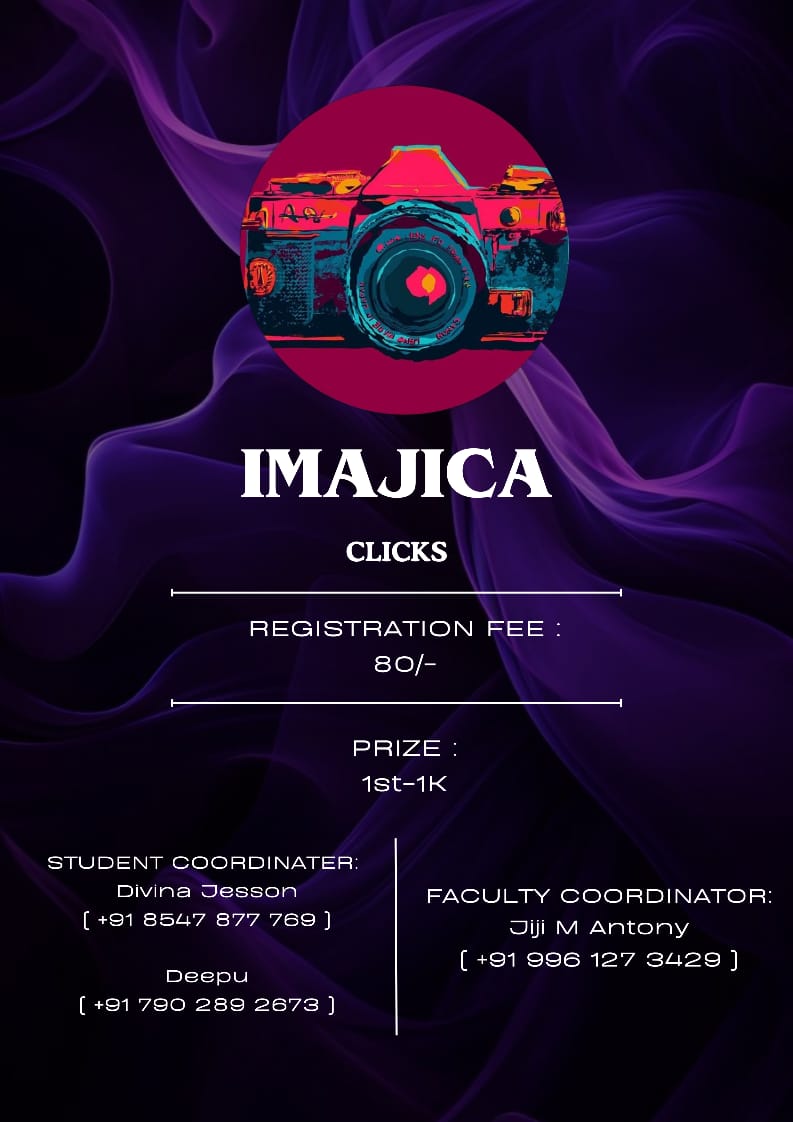 IMAJICA
CLICKS
REGISTRATION FEE :
80/-
PRIZE :
1st-1K
STUDENT COORDINATER:
Divina Jesson
( +91 8547 877 769 )
Deepu
( +91 790 289 2673 )
FACULTY COORDINATOR:
Jiji M Antony
( +91 996 127 3429 )